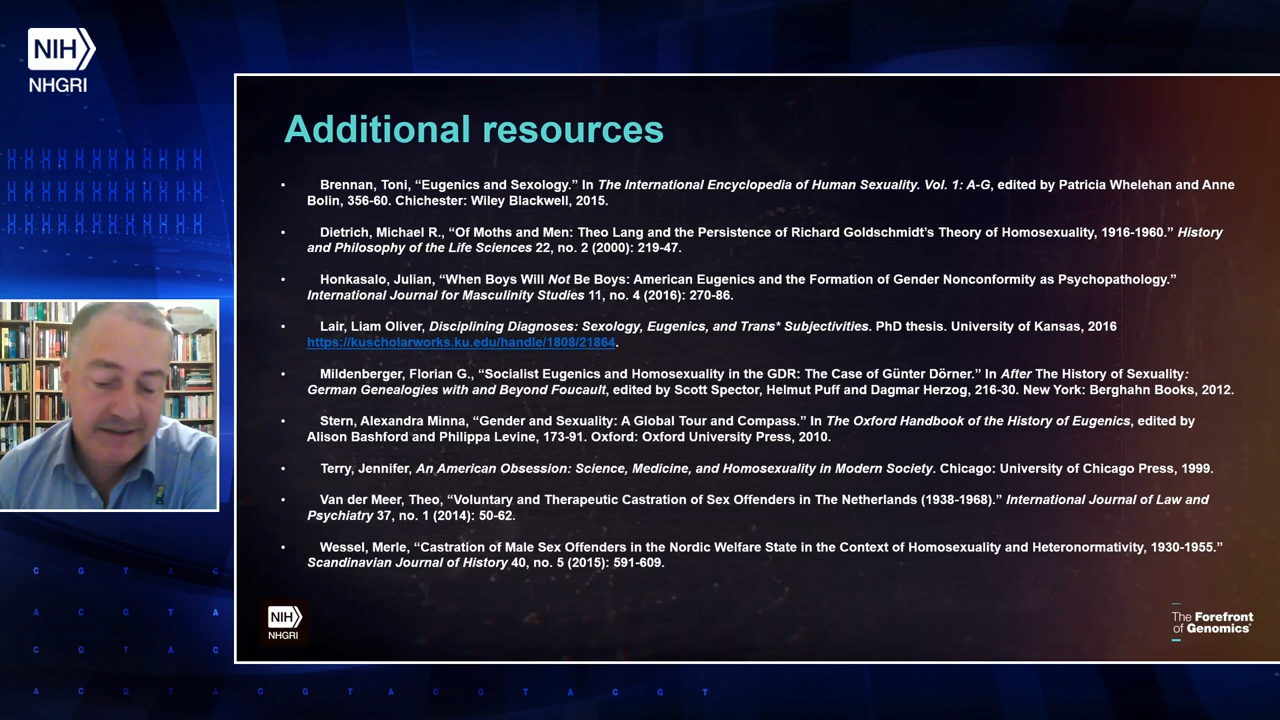 NIH
NHGRI
Additional resources
• Brennan, Toni, “Eugenics and Sexology.” In The International Encyclopedia of Human Sexuality. Vol. 1: A-G, edited by Patricia Whelehan and Anne
Bolin, 356-60. Chichester: Wiley Blackwell, 2015.
• Dietrich, Michael R., “Of Moths and Men: Theo Lang and the Persistence of Richard Goldschmidt’s Theory of Homosexuality, 1916-1960.” History
and Philosophy of the Life Sciences 22, no. 2 (2000): 219-47.
• Honkasalo, Julian, “When Boys Will Not Be Boys: American Eugenics and the Formation of Gender Nonconformity as Psychopathology.”
International Journal for Masculinity Studies 11, no. 4 (2016): 270-86.
• Lair, Liam Oliver, Disciplining Diagnoses: Sexology, Eugenics, and Trans* Subjectivities. PhD thesis. University of Kansas, 2016
https://kuscholarworks.ku.edu/handle/1808/21864.
• Mildenberger, Florian G., “Socialist Eugenics and Homosexuality in the GDR: The Case of Günter Dörner.” In After The History of Sexuality:
German Genealogies with and Beyond Foucault, edited by Scott Spector, Helmut Puff and Dagmar Herzog, 216-30. New York: Berghahn Books, 2012.
• Stern, Alexandra Minna, “Gender and Sexuality: A Global Tour and Compass.” In The Oxford Handbook of the History of Eugenics, edited by
Alison Bashford and Philippa Levine, 173-91. Oxford: Oxford University Press, 2010.
• Terry, Jennifer, An American Obsession: Science, Medicine, and Homosexuality in Modern Society. Chicago: University of Chicago Press, 1999.
• Van der Meer, Theo, “Voluntary and Therapeutic Castration of Sex Offenders in The Netherlands (1938-1968).” International Journal of Law and
Psychiatry 37, no. 1 (2014): 50-62.
• Wessel, Merle, “Castration of Male Sex Offenders in the Nordic Welfare State in the Context of Homosexuality and Heteronormativity, 1930-1955.”
Scandinavian Journal of History 40, no. 5 (2015): 591-609.
NIH
NHGRI
The Forefront
of Genomics
C G T A C
A C G T A
C G T A C
A C G T A C G T A C G T A C G T